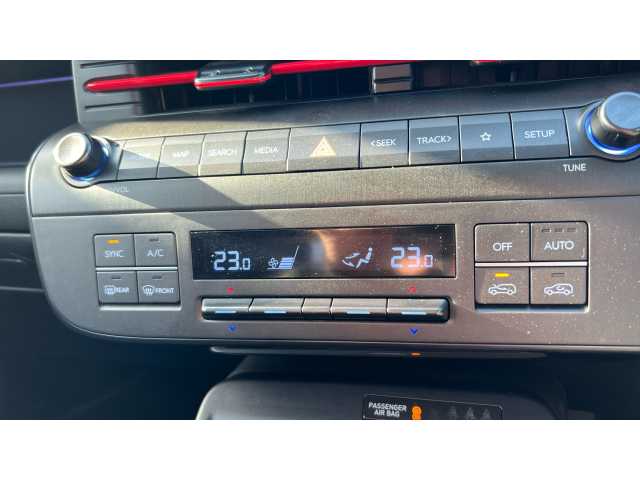 MAP
SEARCH
MEDIA
<SEEK
TRACK>
SETUP
/VOL
TUNE
SYNC
A/C
REAR
FRONT
23.0
23.0
OFF
AUTO
PASSENGER
AIR BAG